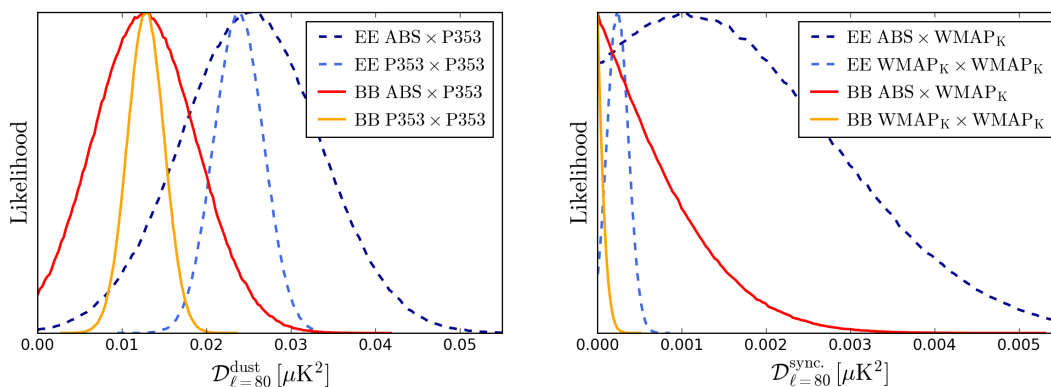 Likelihood
EE ABS × P353
EE P353 × P353
BB ABS × P353
BB P353 × P353
0.00 0.01 0.02 0.03 0.04 0.05
𝒟^dust_ℓ=80 [μK²]
Likelihood
EE ABS × WMAP_K
EE WMAP_K × WMAP_K
BB ABS × WMAP_K
BB WMAP_K × WMAP_K
0.000 0.001 0.002 0.003 0.004 0.005
𝒟^sync._ℓ=80 [μK²]